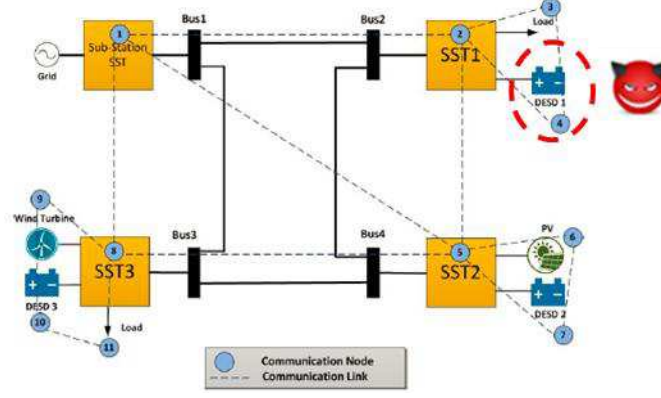 Bus1
Bus2
3
1
2
Load
Sub-Station
SST
SST1
Grid
DESD 1
4
9
Wind Turbine
Bus3
Bus4
PV
8
5
6
SST3
SST2
DESD 3
DESD 2
10
Load
7
11
Communication Node
Communication Link